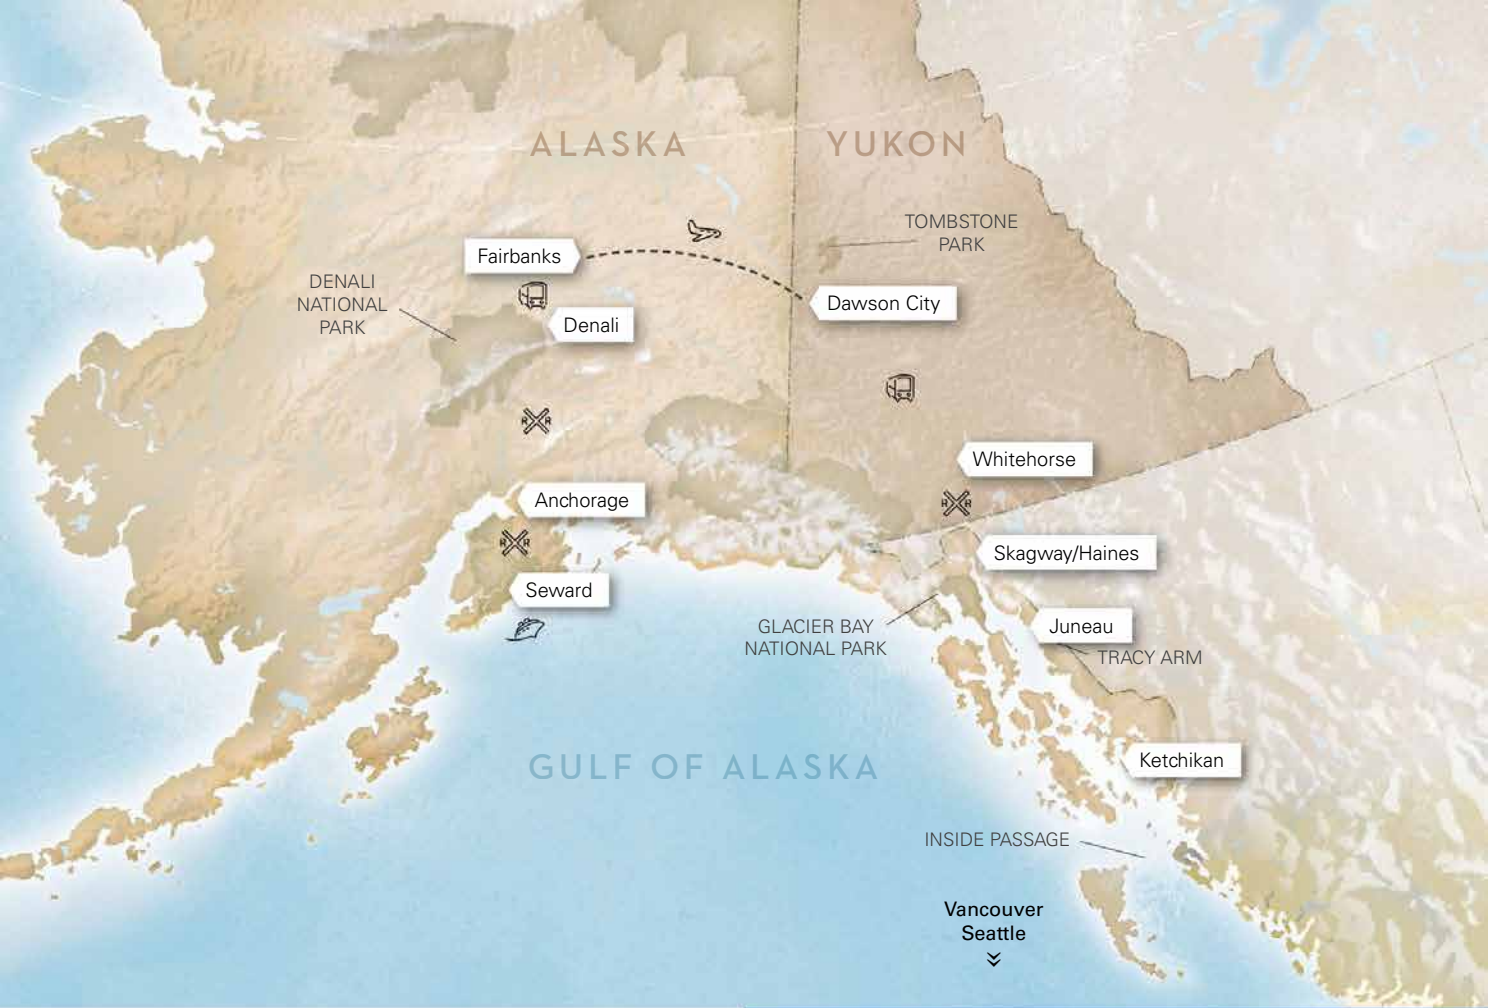 ALASKA
YUKON
TOMBSTONE
PARK
Fairbanks
DENALI
NATIONAL
PARK
Dawson City
Denali
Whitehorse
R R
Anchorage
R R
R R
Skagway/Haines
Seward
GLACIER BAY
NATIONAL PARK
Juneau
TRACY ARM
GULF OF ALASKA
Ketchikan
INSIDE PASSAGE
Vancouver
Seattle